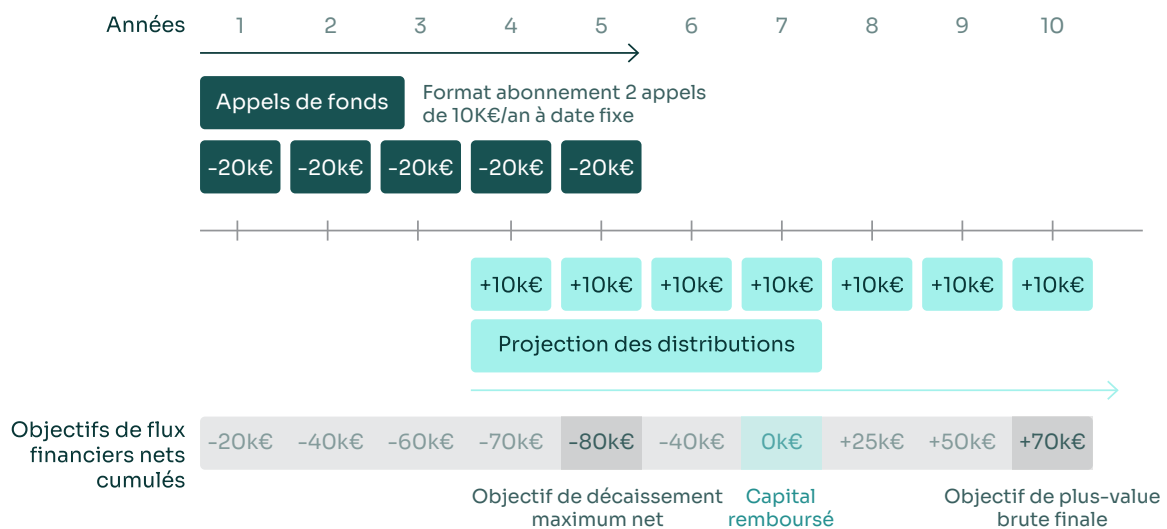 Années 1 2 3 4 5 6 7 8 9 10
Appels de fonds
Format abonnement 2 appels
de 10K€/an à date fixe
-20k€ -20k€ -20k€ -20k€ -20k€
+10k€ +10k€ +10k€ +10k€ +10k€ +10k€ +10k€
Projection des distributions
Objectifs de flux
financiers nets
cumulés
-20k€ -40k€ -60k€ -70k€ -80k€ -40k€ 0k€ +25k€ +50k€ +70k€
Objectif de décaissement
maximum net
Capital
remboursé
Objectif de plus-value
brute finale